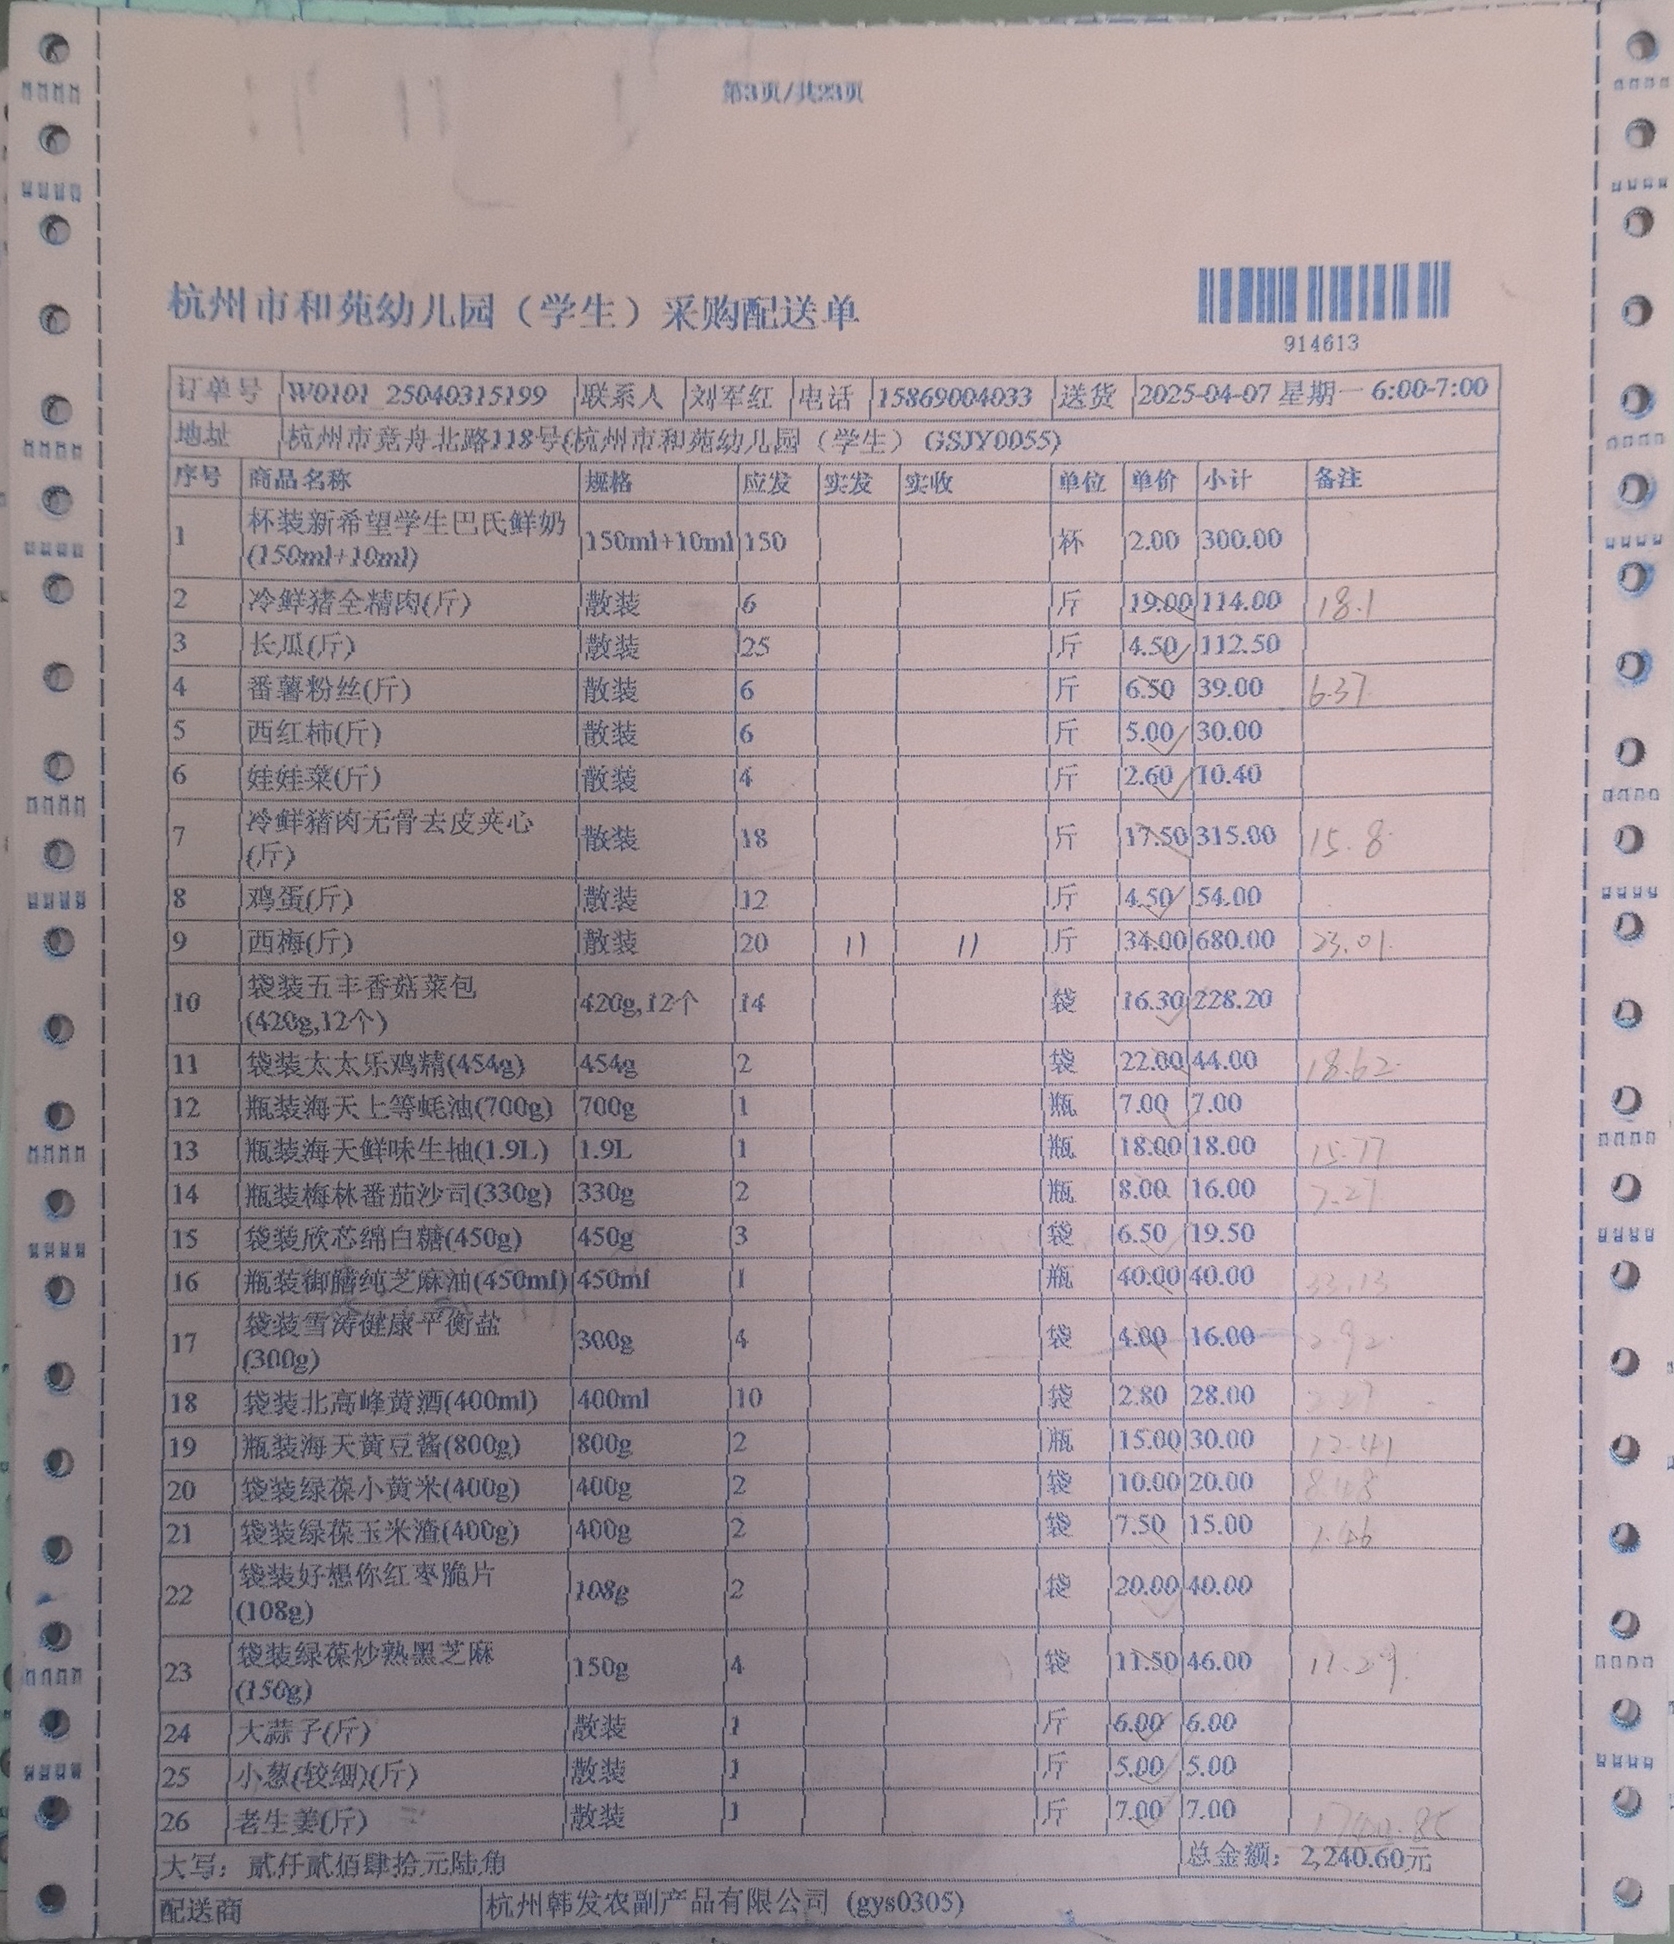 第3页/共23页
杭州市和苑幼儿园（学生）采购配送单
914613
订单号 W0101_25040315199 联系人 刘军红 电话 15869004033 送货 2025-04-07 星期一 6:00-7:00
地址 杭州市竞舟北路118号(杭州市和苑幼儿园（学生）GSJY0055)
序号 商品名称 规格 应发 实发 实收 单位 单价 小计 备注
1 杯装新希望学生巴氏鲜奶(150ml+10ml) 150ml+10ml 150 杯 2.00 300.00
2 冷鲜猪全精肉(斤) 散装 6 斤 19.00 114.00 18.1
3 长瓜(斤) 散装 25 斤 4.50 112.50
4 番薯粉丝(斤) 散装 6 斤 6.50 39.00 6.37
5 西红柿(斤) 散装 6 斤 5.00 30.00
6 娃娃菜(斤) 散装 4 斤 2.60 10.40
7 冷鲜猪肉无骨去皮夹心(斤) 散装 18 斤 17.50 315.00 15.8
8 鸡蛋(斤) 散装 12 斤 4.50 54.00
9 西梅(斤) 散装 20 11 11 斤 34.00 680.00 23.01
10 袋装五丰香菇菜包(420g,12个) 420g,12个 14 袋 16.30 228.20
11 袋装太太乐鸡精(454g) 454g 2 袋 22.00 44.00 18.62
12 瓶装海天上等蚝油(700g) 700g 1 瓶 7.00 7.00
13 瓶装海天鲜味生抽(1.9L) 1.9L 1 瓶 18.00 18.00 15.77
14 瓶装梅林番茄沙司(330g) 330g 2 瓶 8.00 16.00 7.27
15 袋装欣芯绵白糖(450g) 450g 3 袋 6.50 19.50
16 瓶装御膳纯芝麻油(450ml) 450ml 1 瓶 40.00 40.00 33.13
17 袋装雪涛健康平衡盐(300g) 300g 4 袋 4.00 16.00 2.92
18 袋装北高峰黄酒(400ml) 400ml 10 袋 2.80 28.00
19 瓶装海天黄豆酱(800g) 800g 2 瓶 15.00 30.00 12.41
20 袋装绿葆小黄米(400g) 400g 2 袋 10.00 20.00
21 袋装绿葆玉米渣(400g) 400g 2 袋 7.50 15.00
22 袋装好想你红枣脆片(108g) 108g 2 袋 20.00 40.00
23 袋装绿葆炒熟黑芝麻(150g) 150g 4 袋 11.50 46.00 11.29
24 大蒜子(斤) 散装 1 斤 6.00 6.00
25 小葱(较细)(斤) 散装 1 斤 5.00 5.00
26 老生姜(斤) 散装 1 斤 7.00 7.00
大写：贰仟贰佰肆拾元陆角 总金额：2,240.60元
配送商 杭州韩发农副产品有限公司 (gys0305)